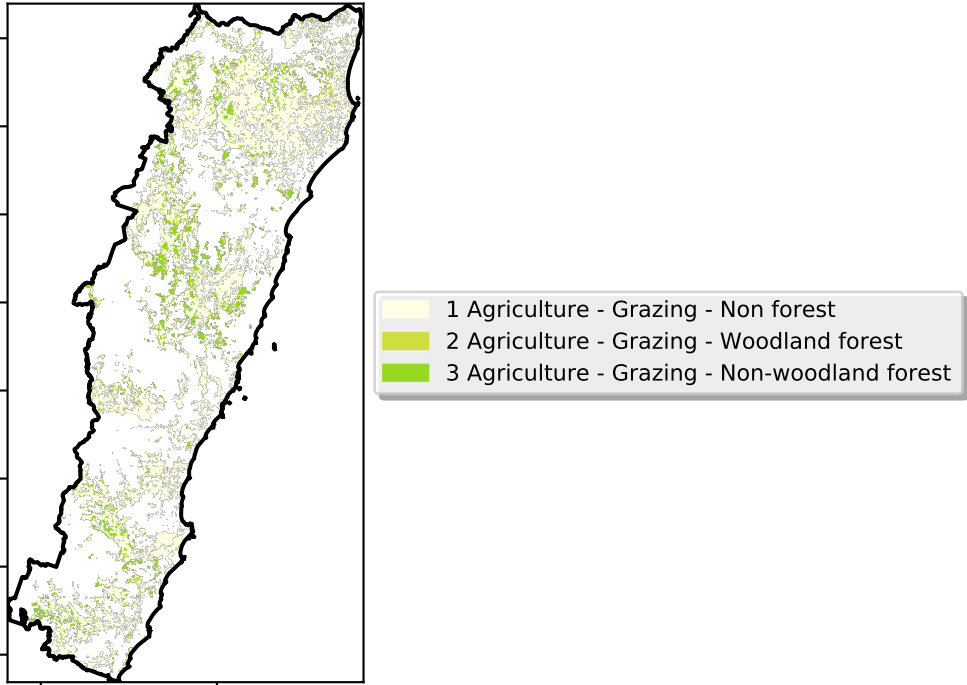 1 Agriculture - Grazing - Non forest
2 Agriculture - Grazing - Woodland forest
3 Agriculture - Grazing - Non-woodland forest